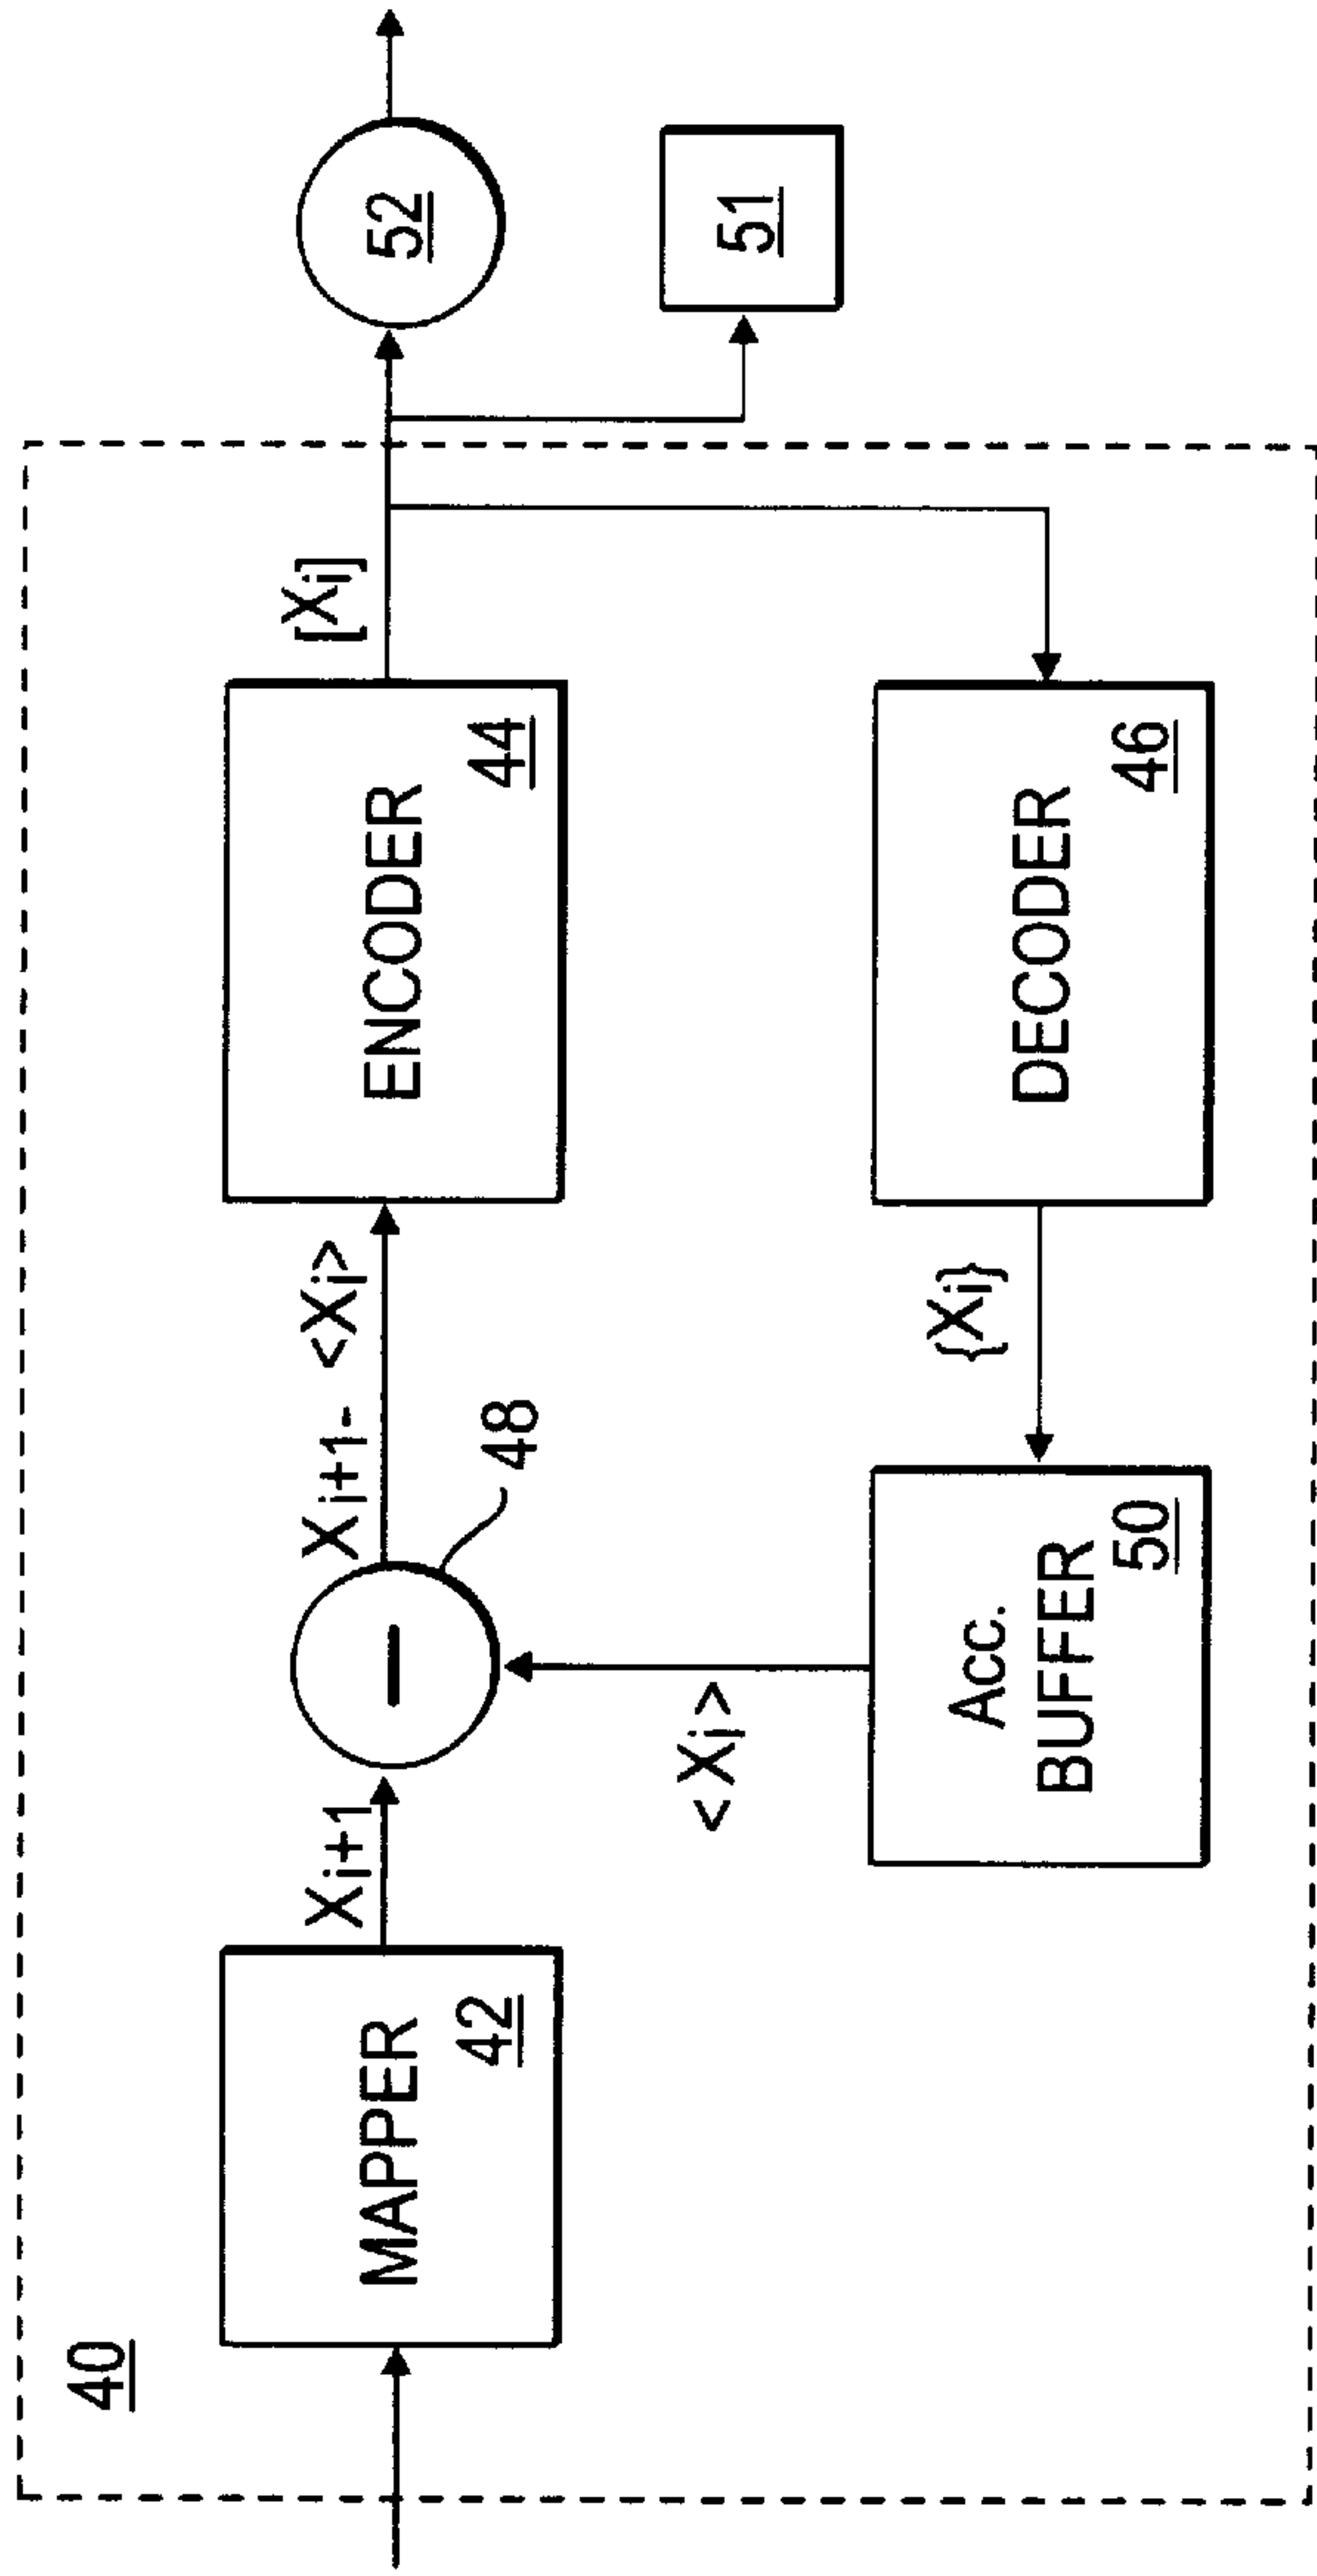 40
MAPPER
42
Xi+1
48
Xi+1- <Xi>
ENCODER
44
[Xi]
52
51
<Xi>
Acc.
BUFFER
50
{Xi}
DECODER
46